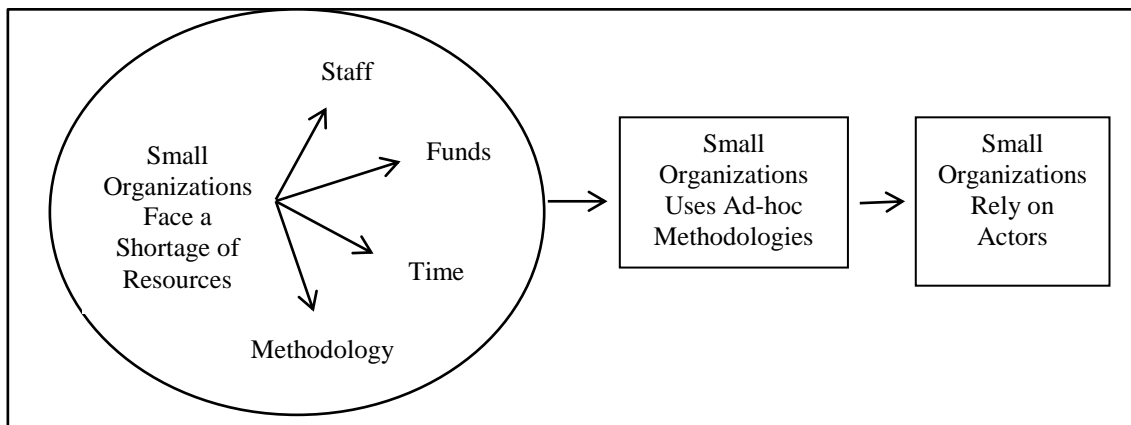 Staff
Funds
Small
Organizations
Face a
Shortage of
Resources
Time
Methodology
Small
Organizations
Uses Ad-hoc
Methodologies
Small
Organizations
Rely on
Actors